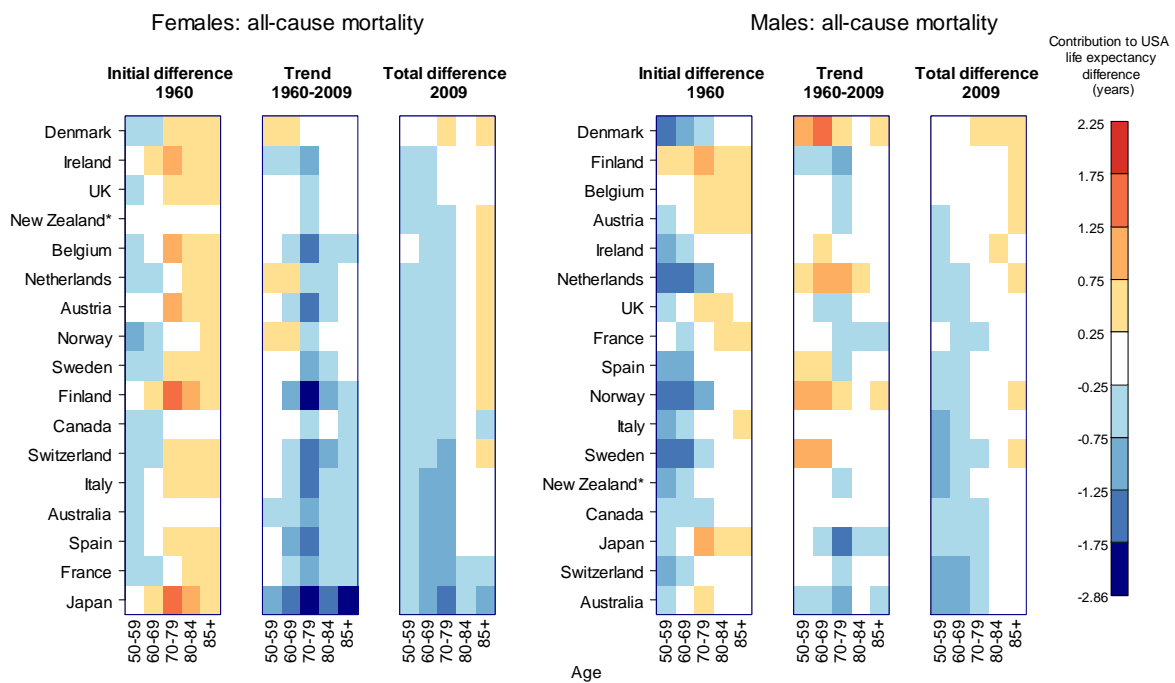 Females: all-cause mortality
Males: all-cause mortality
Contribution to USA
life expectancy
difference
(years)
Initial difference
1960
Trend
1960-2009
Total difference
2009
Initial difference
1960
Trend
1960-2009
Total difference
2009
Denmark
Ireland
UK
New Zealand*
Belgium
Netherlands
Austria
Norway
Sweden
Finland
Canada
Switzerland
Italy
Australia
Spain
France
Japan
Denmark
Finland
Belgium
Austria
Ireland
Netherlands
UK
France
Spain
Norway
Italy
Sweden
New Zealand*
Canada
Japan
Switzerland
Australia
2.25
1.75
1.25
0.75
0.25
-0.25
-0.75
-1.25
-1.75
-2.86
50-59
60-69
70-79
80-84
85+
50-59
60-69
70-79
80-84
85+
50-59
60-69
70-79
80-84
85+
50-59
60-69
70-79
80-84
85+
50-59
60-69
70-79
80-84
85+
50-59
60-69
70-79
80-84
85+
Age